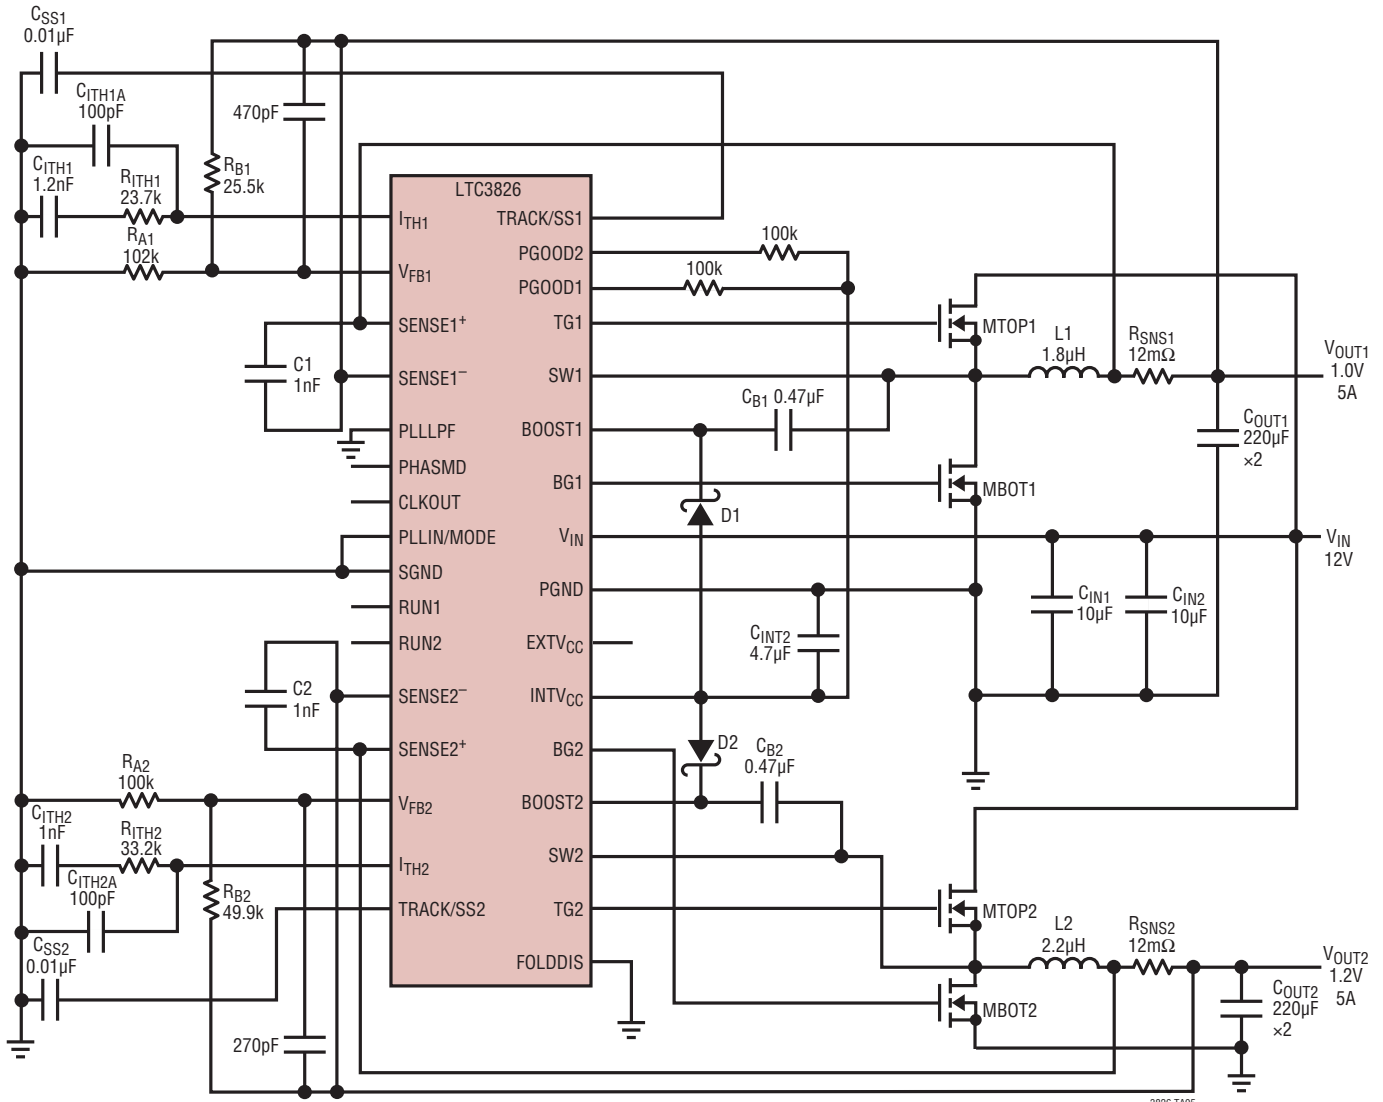 CSS1
0.01µF
CITH1A
100pF
470pF
CITH1
1.2nF
RITH1
23.7k
RB1
25.5k
RA1
102k
LTC3826
ITH1
VFB1
SENSE1+
SENSE1–
PLLLPF
PHASMD
CLKOUT
PLLIN/MODE
SGND
RUN1
RUN2
SENSE2–
SENSE2+
VFB2
ITH2
TRACK/SS2
TRACK/SS1
PGOOD2
PGOOD1
TG1
SW1
BOOST1
BG1
VIN
PGND
EXTVCC
INTVCC
BG2
BOOST2
SW2
TG2
FOLDDIS
C1
1nF
C2
1nF
RA2
100k
CITH2
1nF
RITH2
33.2k
CITH2A
100pF
RB2
49.9k
CSS2
0.01µF
270pF
100k
100k
MTOP1
L1
1.8µH
RSNS1
12mΩ
VOUT1
1.0V
5A
CB1 0.47µF
COUT1
220µF
×2
MBOT1
D1
VIN
12V
CIN1
10µF
CIN2
10µF
CINT2
4.7µF
D2
CB2
0.47µF
MTOP2
L2
2.2µH
RSNS2
12mΩ
VOUT2
1.2V
5A
MBOT2
COUT2
220µF
×2